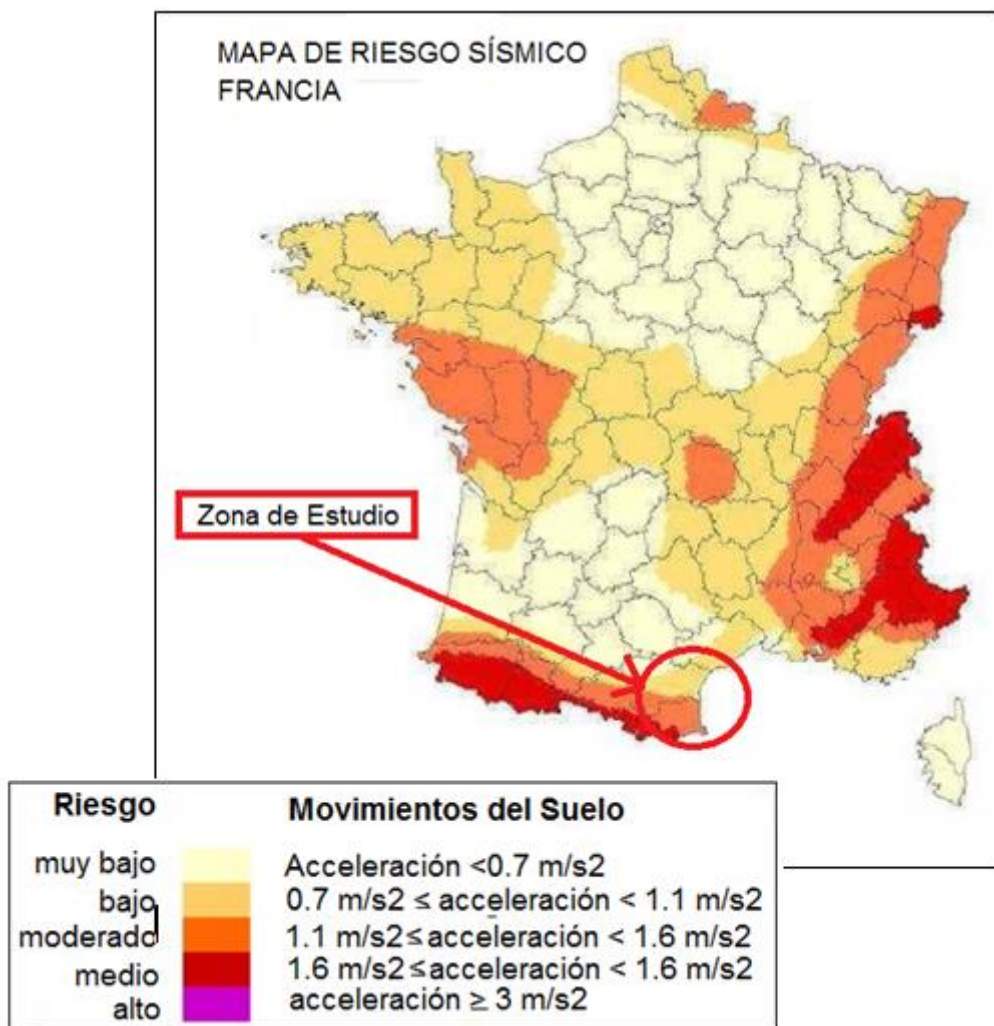 MAPA DE RIESGO SÍSMICO
FRANCIA
Zona de Estudio
Riesgo Movimientos del Suelo
muy bajo Acceleración <0.7 m/s2
bajo 0.7 m/s2 ≤ acceleración < 1.1 m/s2
moderado 1.1 m/s2 ≤ acceleración < 1.6 m/s2
medio 1.6 m/s2 ≤ acceleración < 1.6 m/s2
alto acceleración ≥ 3 m/s2